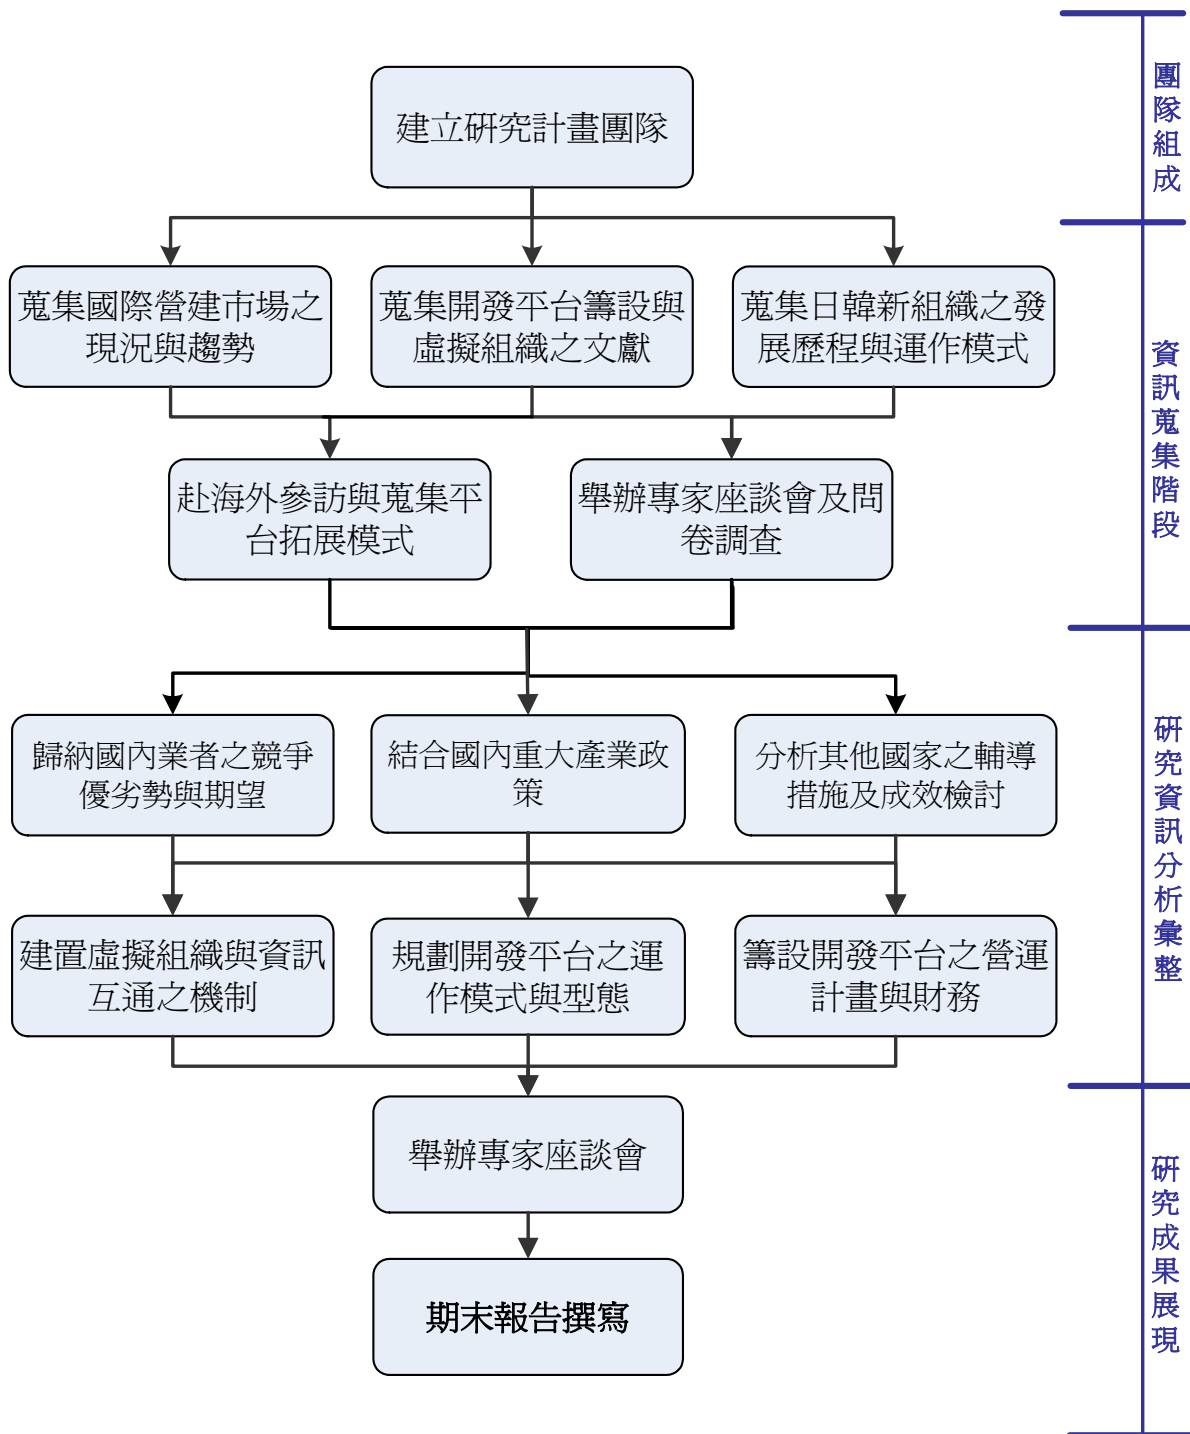 建立研究計畫團隊
蒐集國際營建市場之
現況與趨勢
蒐集開發平台籌設與
虛擬組織之文獻
蒐集日韓新組織之發
展歷程與運作模式
赴海外參訪與蒐集平
台拓展模式
舉辦專家座談會及問
卷調查
歸納國內業者之競爭
優劣勢與期望
結合國內重大產業政
策
分析其他國家之輔導
措施及成效檢討
建置虛擬組織與資訊
互通之機制
規劃開發平台之運
作模式與型態
籌設開發平台之營運
計畫與財務
舉辦專家座談會
期末報告撰寫
團隊組成
資訊蒐集階段
研究資訊分析彙整
研究成果展現